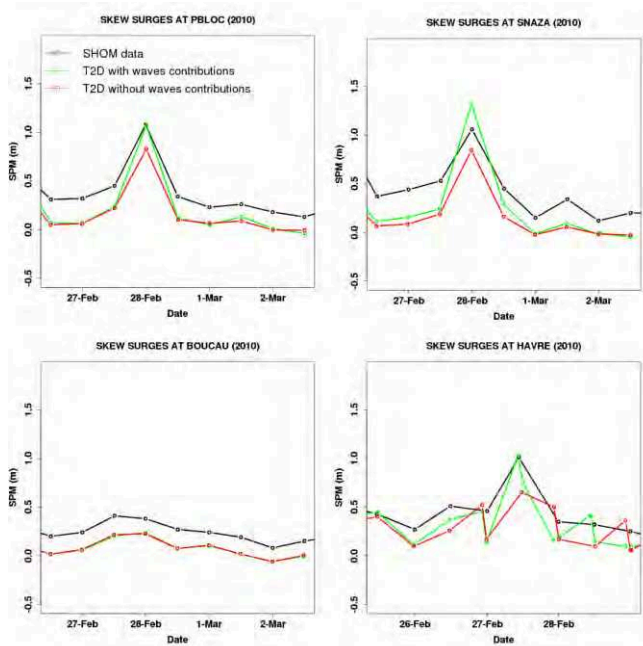 SKEW SURGES AT PBLOC (2010)
SHOM data
T2D with waves contributions
T2D without waves contributions
SPM (m)
1.5
1.0
0.5
0.0
-0.5
27-Feb
28-Feb
1-Mar
2-Mar
Date
SKEW SURGES AT SNAZA (2010)
SPM (m)
1.5
1.0
0.5
0.0
-0.5
27-Feb
28-Feb
1-Mar
2-Mar
Date
SKEW SURGES AT BOUCAU (2010)
SPM (m)
1.5
1.0
0.5
0.0
-0.5
27-Feb
28-Feb
1-Mar
2-Mar
Date
SKEW SURGES AT HAVRE (2010)
SPM (m)
1.5
1.0
0.5
0.0
-0.5
26-Feb
27-Feb
28-Feb
Date